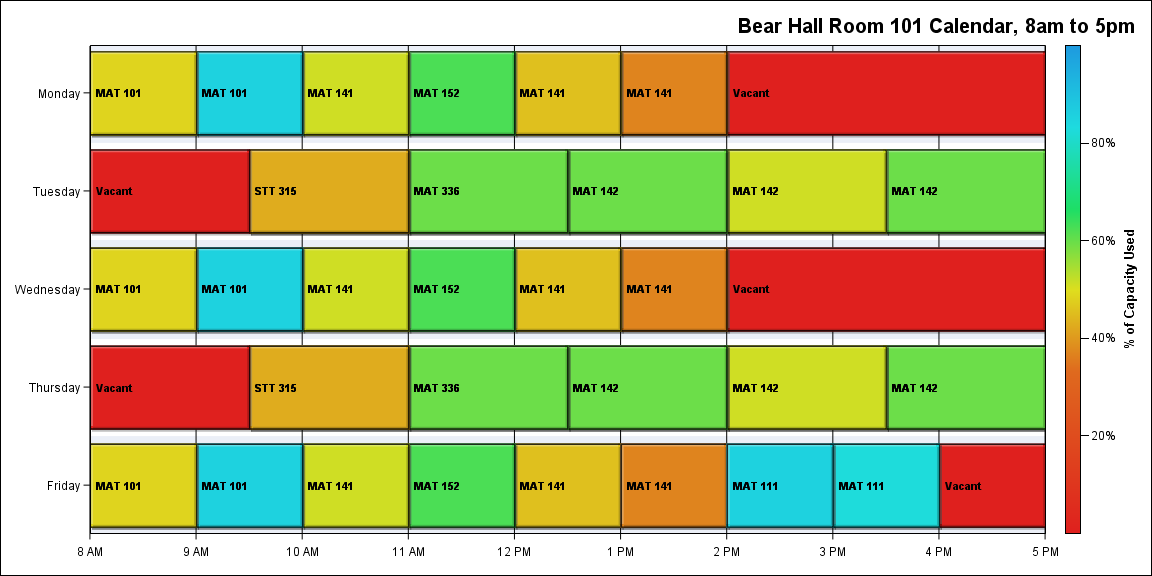 Bear Hall Room 101 Calendar, 8am to 5pm
Monday
MAT 101
MAT 101
MAT 141
MAT 152
MAT 141
MAT 141
Vacant
Tuesday
Vacant
STT 315
MAT 336
MAT 142
MAT 142
MAT 142
Wednesday
MAT 101
MAT 101
MAT 141
MAT 152
MAT 141
MAT 141
Vacant
Thursday
Vacant
STT 315
MAT 336
MAT 142
MAT 142
MAT 142
Friday
MAT 101
MAT 101
MAT 141
MAT 152
MAT 141
MAT 141
MAT 111
MAT 111
Vacant
8 AM
9 AM
10 AM
11 AM
12 PM
1 PM
2 PM
3 PM
4 PM
5 PM
80%
60%
40%
20%
% of Capacity Used